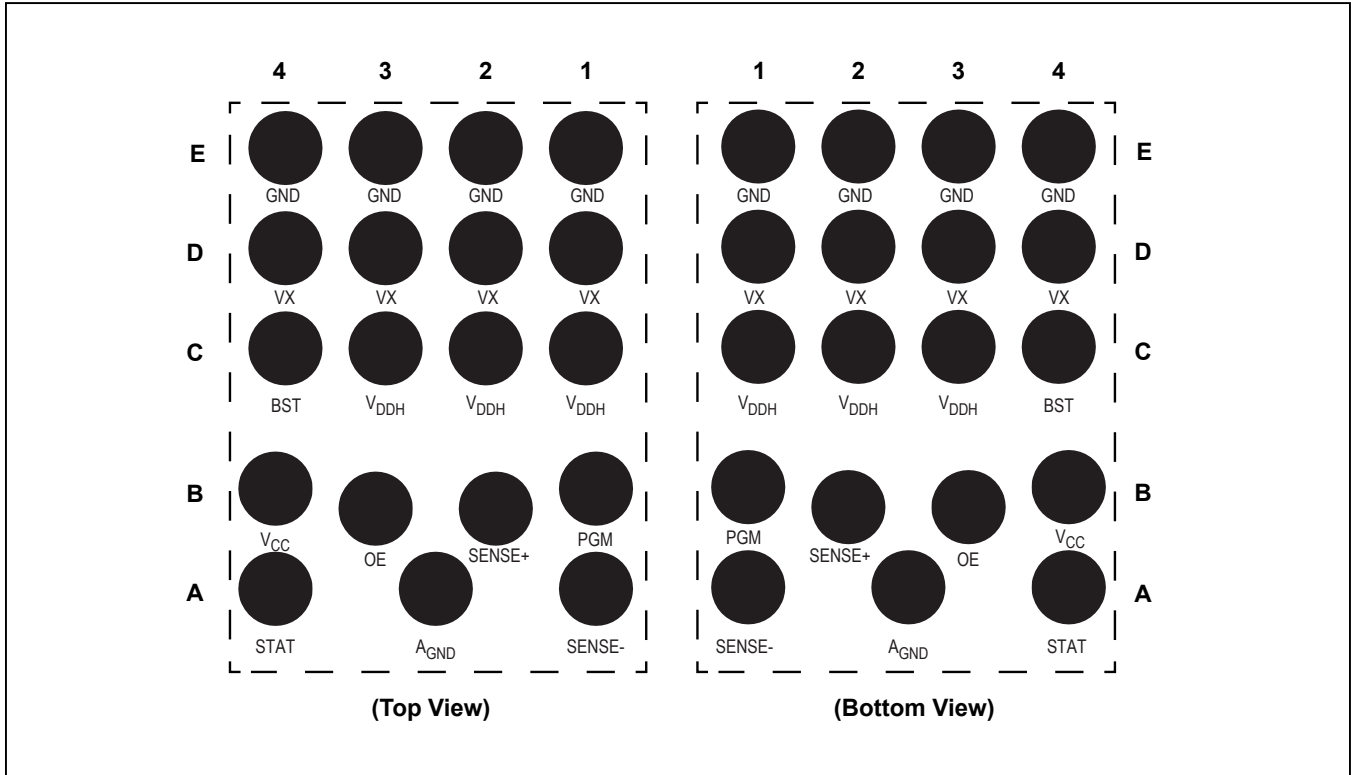 4 3 2 1 1 2 3 4
E E
GND GND GND GND GND GND GND GND
D D
VX VX VX VX VX VX VX VX
C C
BST VDDH VDDH VDDH VDDH VDDH VDDH BST
B B
VCC OE SENSE+ PGM PGM SENSE+ OE VCC
A A
STAT AGND SENSE- SENSE- AGND STAT
(Top View) (Bottom View)